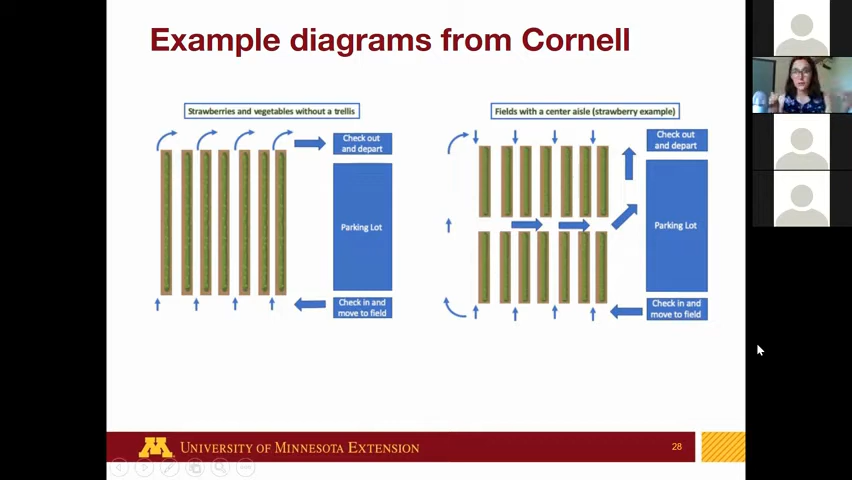 Example diagrams from Cornell
Strawberries and vegetables without a trellis
Check out
and depart
Parking Lot
Check in and
move to field
Fields with a center aisle (strawberry example)
Check out
and depart
Parking Lot
Check in and
move to field
M UNIVERSITY OF MINNESOTA EXTENSION
28